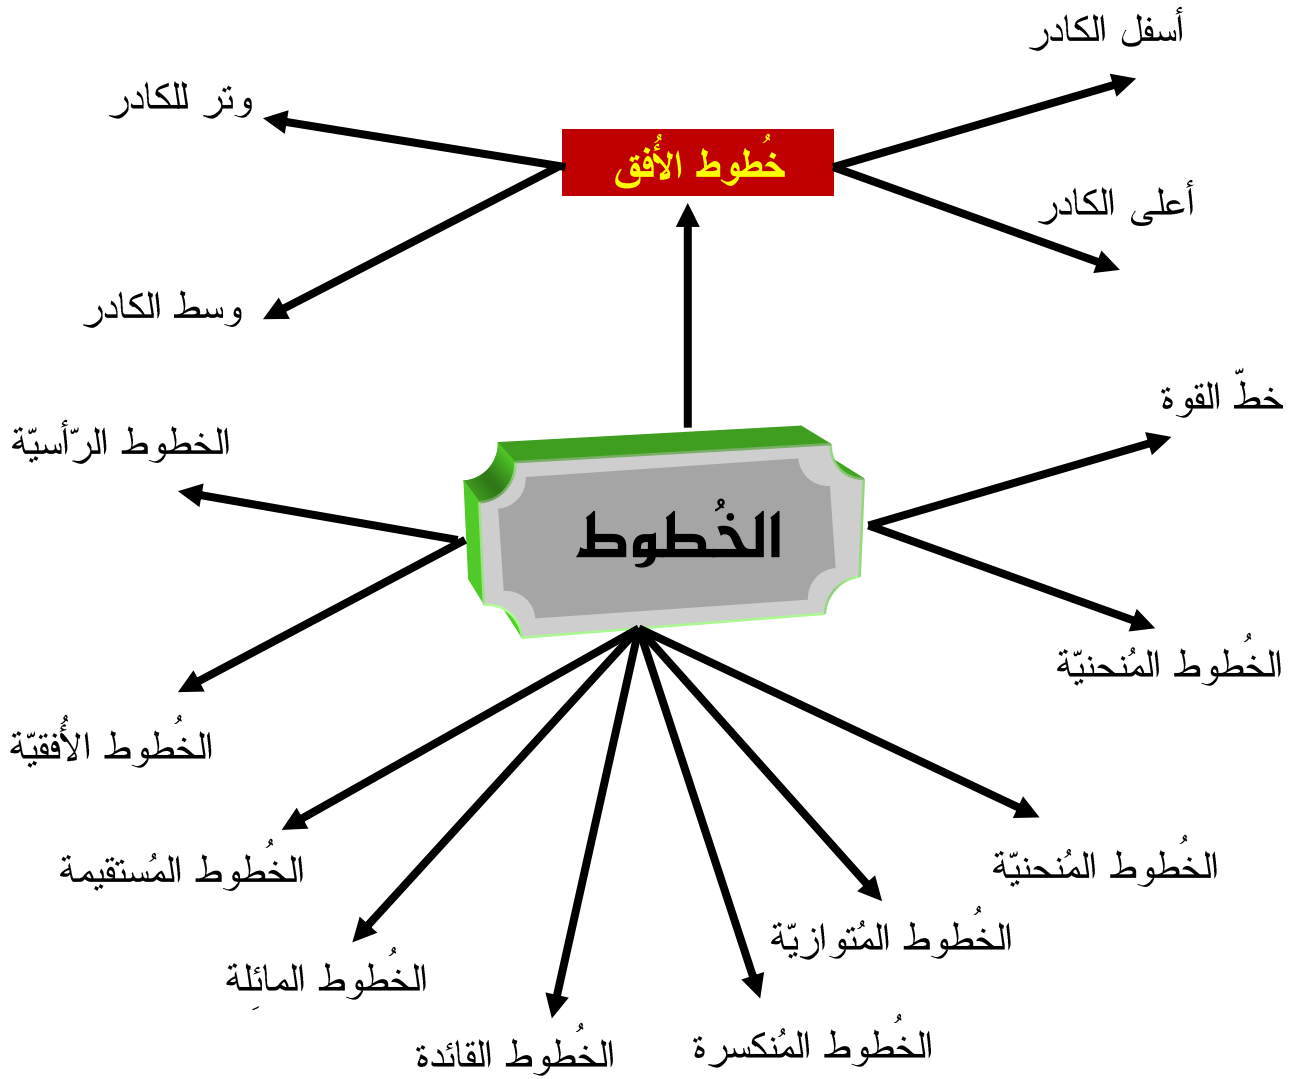 أسفل الكادر
وتر للكادر
خُطوط الأُفق
أعلى الكادر
وسط الكادر
خطّ القوة
الخطوط الرّأسيّة
الخُطوط
الخُطوط المُنحنيّة
الخُطوط الأُفقيّة
الخُطوط المُنحنيّة
الخُطوط المُستقيمة
الخُطوط المُتوازيّة
الخُطوط المائِلة
الخُطوط المُنكسرة
الخُطوط القائدة